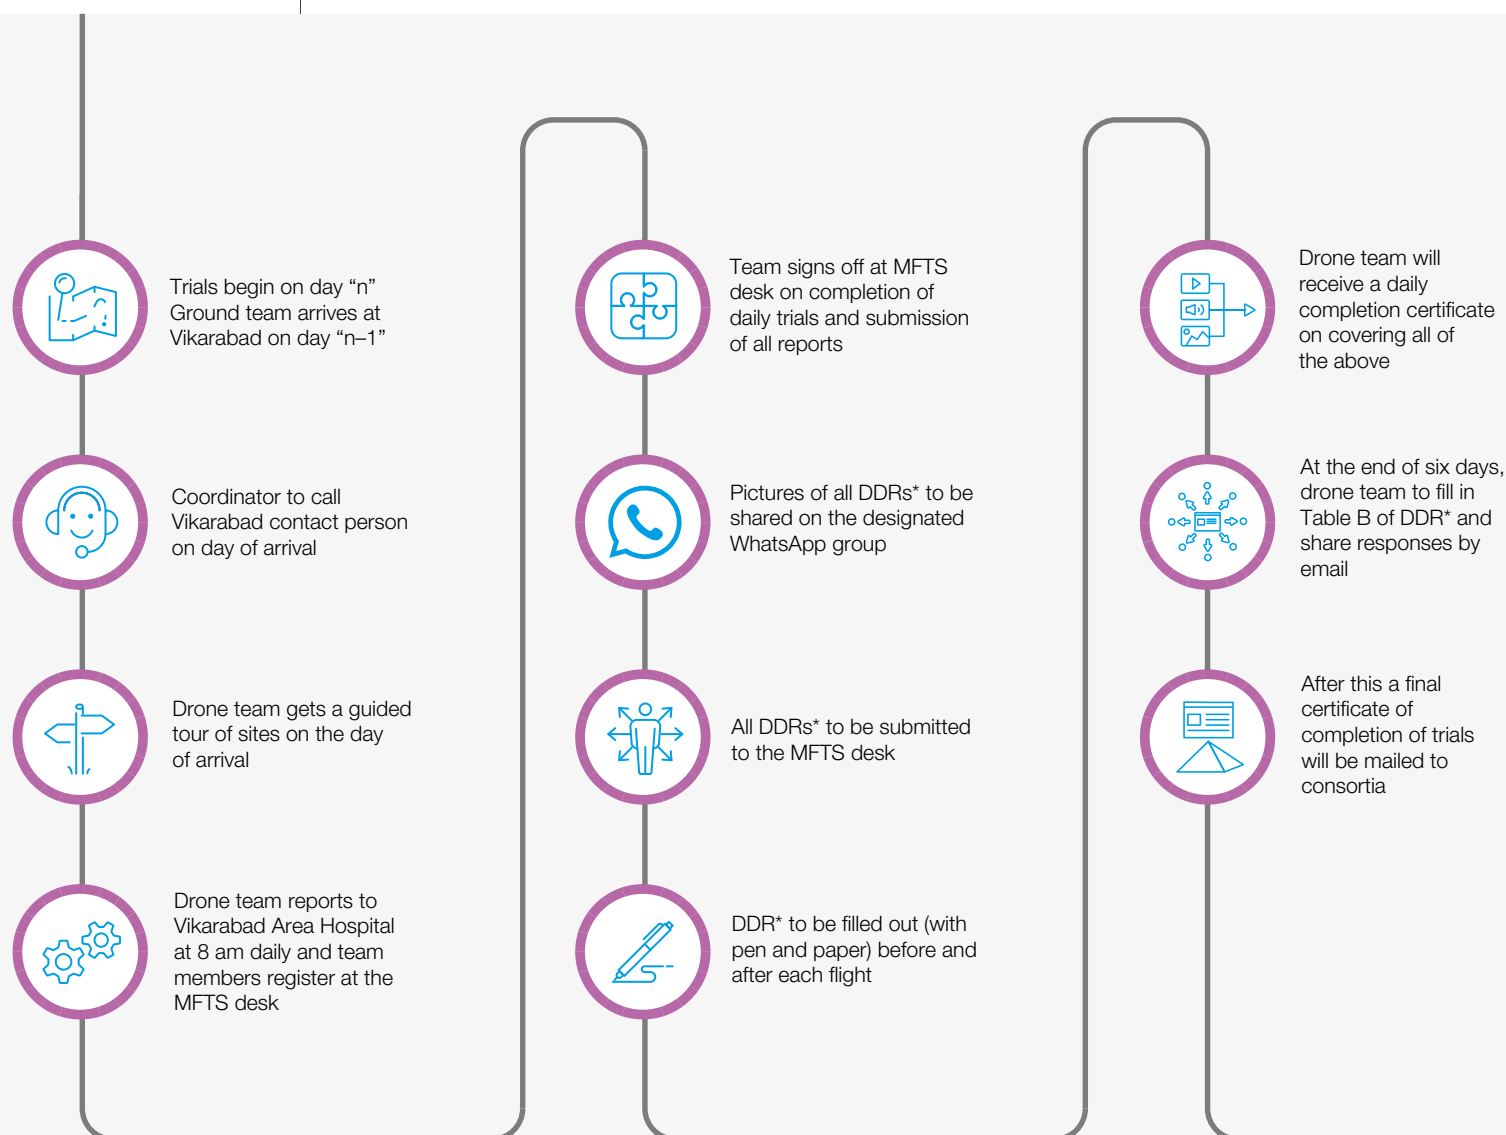 Trials begin on day “n”
Ground team arrives at
Vikarabad on day “n–1”
Coordinator to call
Vikarabad contact person
on day of arrival
Drone team gets a guided
tour of sites on the day
of arrival
Drone team reports to
Vikarabad Area Hospital
at 8 am daily and team
members register at the
MFTS desk
Team signs off at MFTS
desk on completion of
daily trials and submission
of all reports
Pictures of all DDRs* to be
shared on the designated
WhatsApp group
All DDRs* to be submitted
to the MFTS desk
DDR* to be filled out (with
pen and paper) before and
after each flight
Drone team will
receive a daily
completion certificate
on covering all of
the above
At the end of six days,
drone team to fill in
Table B of DDR* and
share responses by
email
After this a final
certificate of
completion of trials
will be mailed to
consortia